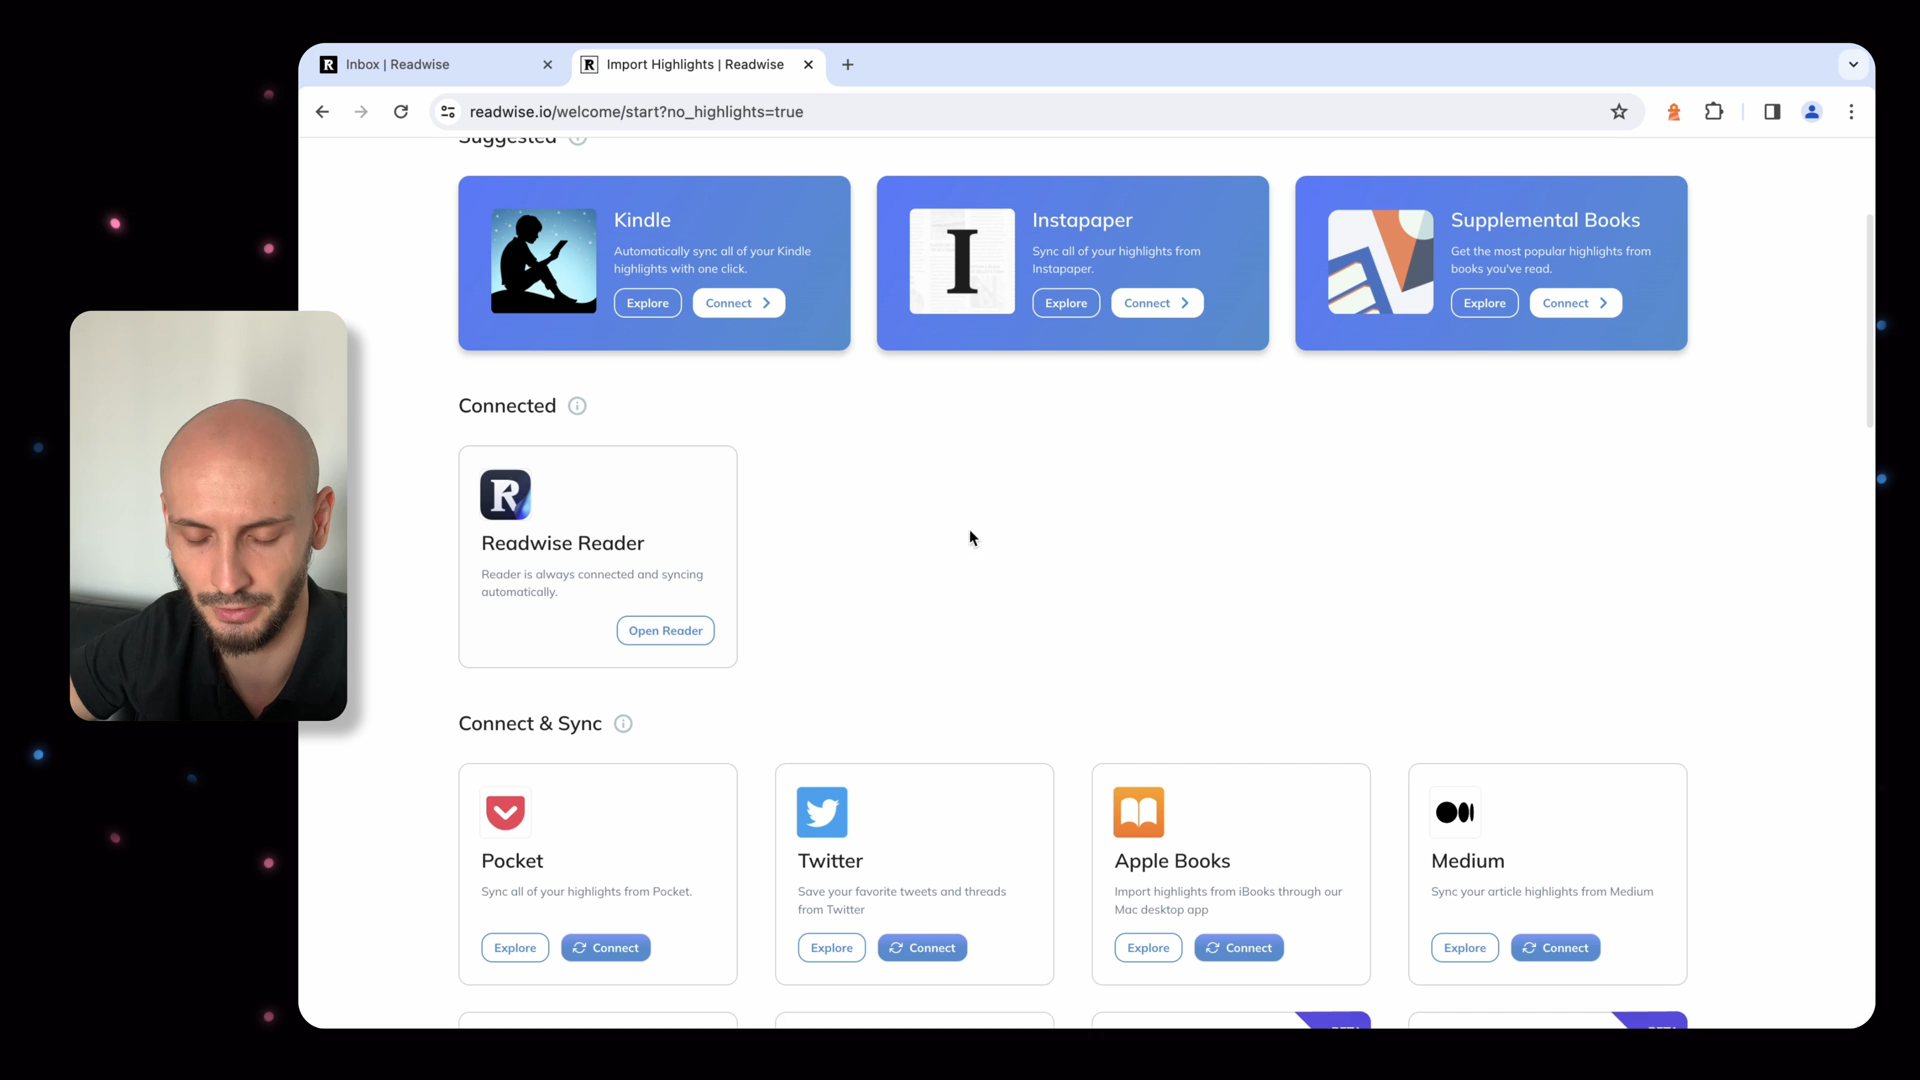 Inbox | Readwise
Import Highlights | Readwise
readwise.io/welcome/start?no_highlights=true
Suggested
Kindle
Automatically sync all of your Kindle
highlights with one click.
Explore
Connect
Instapaper
Sync all of your highlights from
Instapaper.
Explore
Connect
Supplemental Books
Get the most popular highlights from
books you've read.
Explore
Connect
Connected
Readwise Reader
Reader is always connected and syncing
automatically.
Open Reader
Connect & Sync
Pocket
Sync all of your highlights from Pocket.
Explore
Connect
Twitter
Save your favorite tweets and threads
from Twitter
Explore
Connect
Apple Books
Import highlights from iBooks through our
Mac desktop app
Explore
Connect
Medium
Sync your article highlights from Medium
Explore
Connect